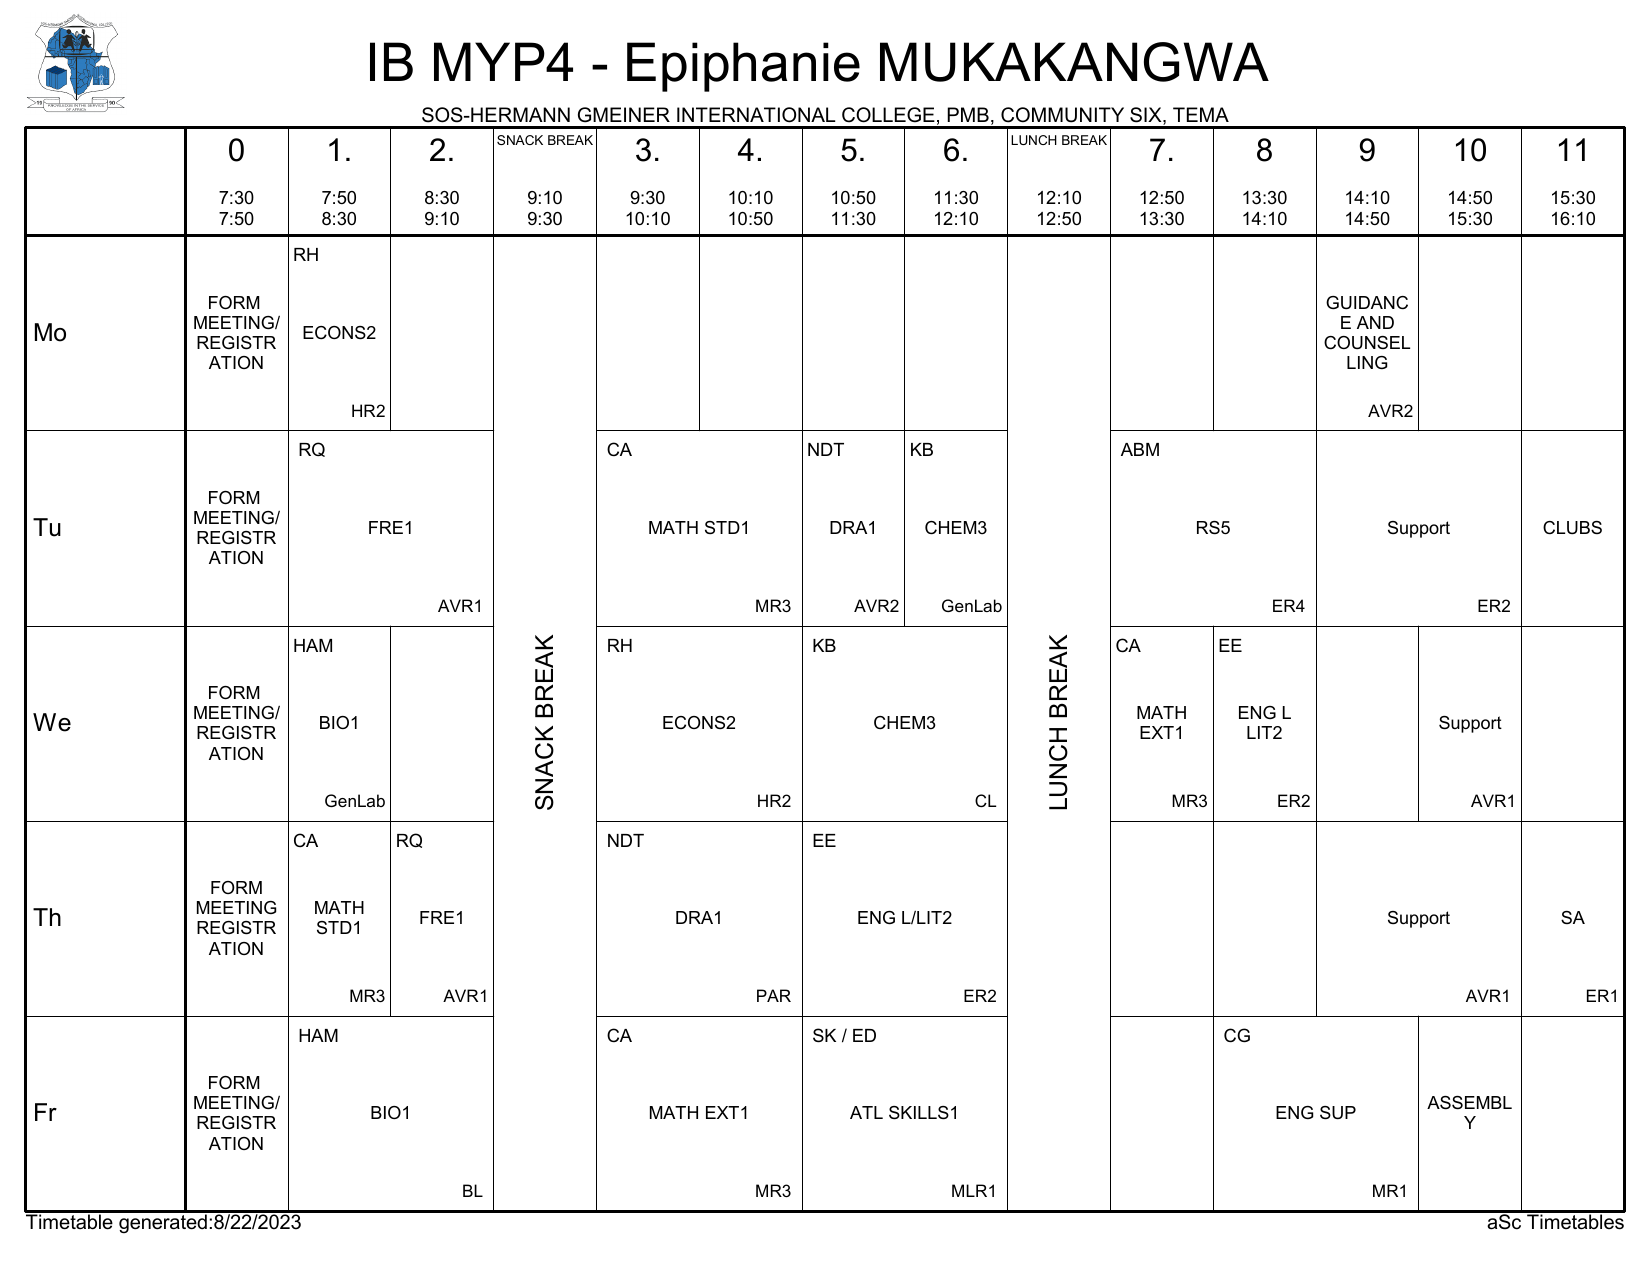 IB MYP4 - Epiphanie MUKAKANGWA
SOS-HERMANN GMEINER INTERNATIONAL COLLEGE, PMB, COMMUNITY SIX, TEMA
19 90
KNOWLEDGE IN THE SERVICE
OF AFRICA
0 1. 2. SNACK BREAK 3. 4. 5. 6. LUNCH BREAK 7. 8 9 10 11
7:30 7:50 8:30 9:10 9:30 10:10 10:50 11:30 12:10 12:50 13:30 14:10 14:50 15:30
7:50 8:30 9:10 9:30 10:10 10:50 11:30 12:10 12:50 13:30 14:10 14:50 15:30 16:10
Mo
FORM
MEETING/
REGISTR
ATION
RH
ECONS2
HR2
GUIDANC
E AND
COUNSEL
LING
AVR2
Tu
FORM
MEETING/
REGISTR
ATION
RQ
FRE1
AVR1
CA
MATH STD1
MR3
NDT
DRA1
AVR2
KB
CHEM3
GenLab
ABM
RS5
ER4
Support
ER2
CLUBS
We
FORM
MEETING/
REGISTR
ATION
HAM
BIO1
GenLab
SNACK BREAK
RH
ECONS2
HR2
KB
CHEM3
CL
LUNCH BREAK
CA
MATH
EXT1
MR3
EE
ENG L
LIT2
ER2
Support
AVR1
Th
FORM
MEETING
REGISTR
ATION
CA
MATH
STD1
MR3
RQ
FRE1
AVR1
NDT
DRA1
PAR
EE
ENG L/LIT2
ER2
Support
AVR1
SA
ER1
Fr
FORM
MEETING/
REGISTR
ATION
HAM
BIO1
BL
CA
MATH EXT1
MR3
SK / ED
ATL SKILLS1
MLR1
CG
ENG SUP
MR1
ASSEMBL
Y
Timetable generated:8/22/2023
aSc Timetables